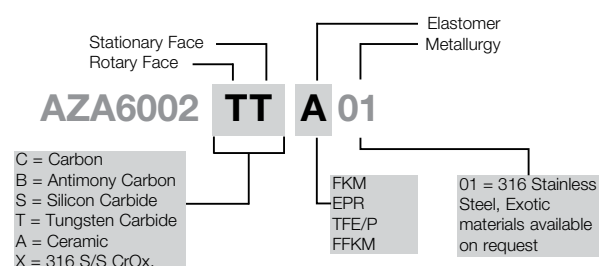 Elastomer
Stationary Face
Metallurgy
Rotary Face
AZA6002 TT A 01
C = Carbon
B = Antimony Carbon
S = Silicon Carbide
T = Tungsten Carbide
A = Ceramic
X = 316 S/S CrOx.
FKM
EPR
TFE/P
FFKM
01 = 316 Stainless
Steel, Exotic
materials available
on request